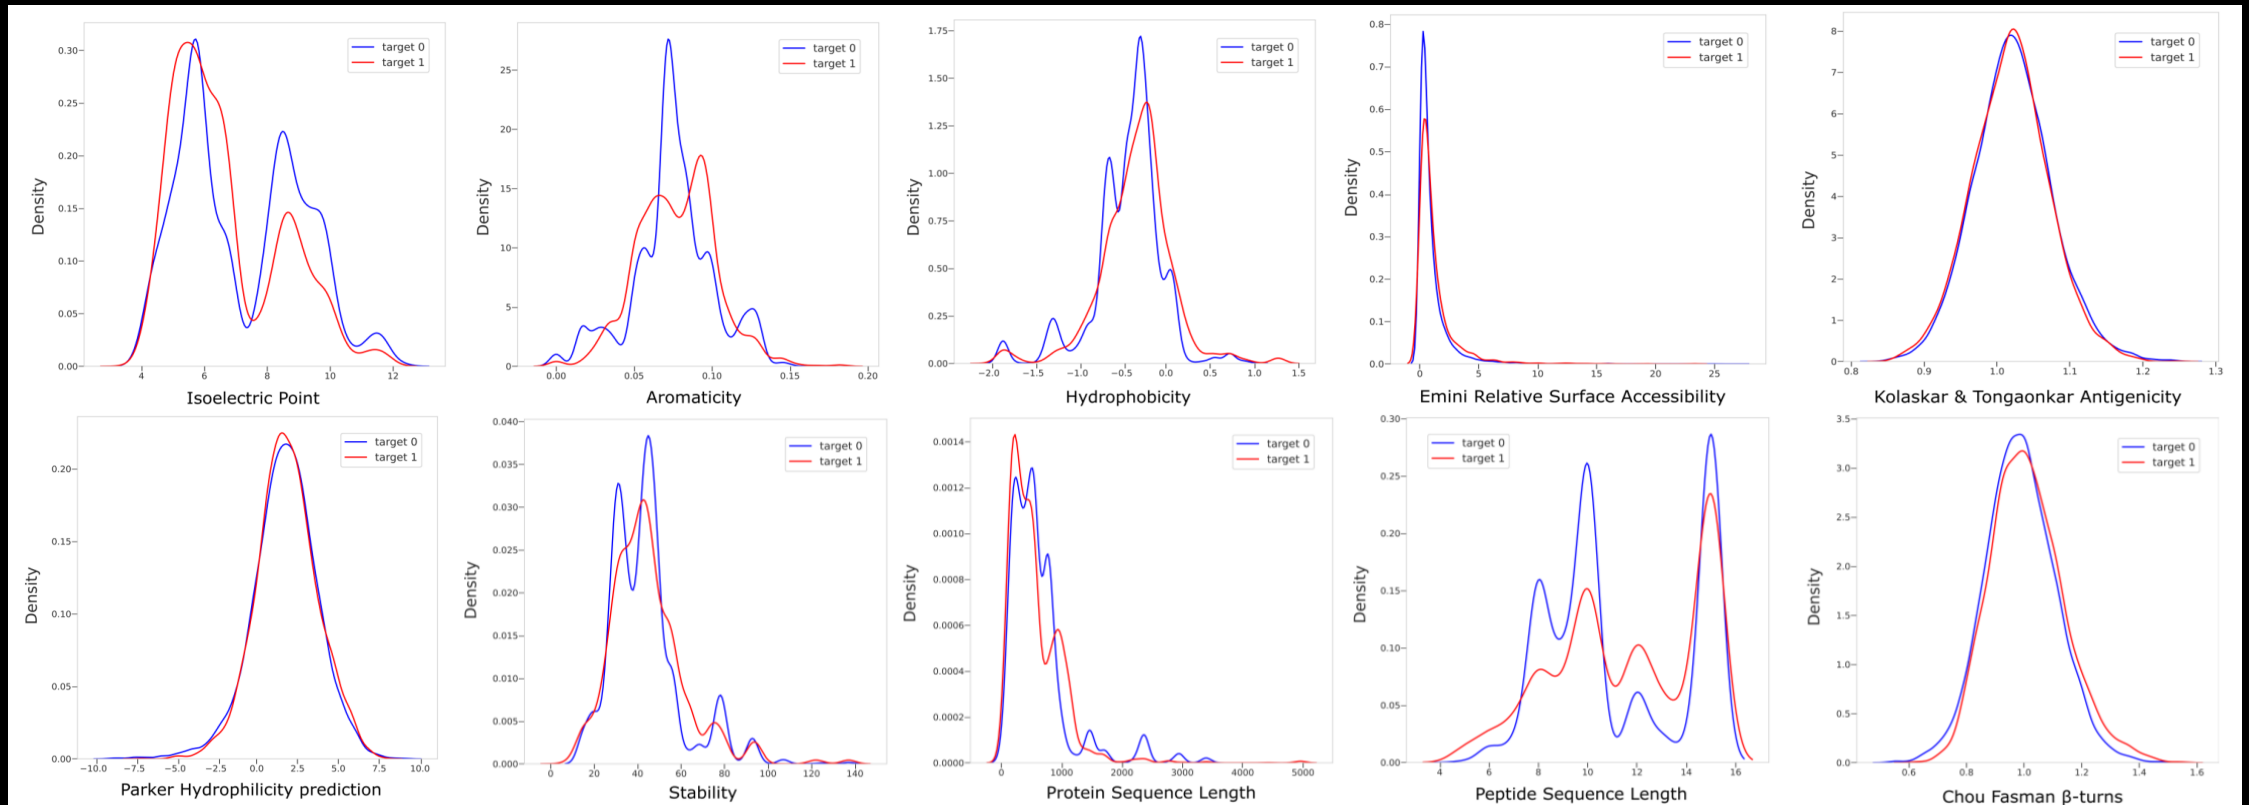 target 0
target 1
0.30
0.25
0.20
0.15
0.10
0.05
0.00
Density
4 6 8 10 12
Isoelectric Point
target 0
target 1
25
20
15
10
5
0
Density
0.00 0.05 0.10 0.15 0.20
Aromaticity
target 0
target 1
1.75
1.50
1.25
1.00
0.75
0.50
0.25
0.00
Density
−2.0 −1.5 −1.0 −0.5 0.0 0.5 1.0 1.5
Hydrophobicity
target 0
target 1
0.8
0.7
0.6
0.5
0.4
0.3
0.2
0.1
0.0
Density
0 5 10 15 20 25
Emini Relative Surface Accessibility
target 0
target 1
8
7
6
5
4
3
2
1
0
Density
0.8 0.9 1.0 1.1 1.2 1.3
Kolaskar & Tongaonkar Antigenicity
target 0
target 1
0.20
0.15
0.10
0.05
0.00
Density
−10.0 −7.5 −5.0 −2.5 0.0 2.5 5.0 7.5 10.0
Parker Hydrophilicity prediction
target 0
target 1
0.040
0.035
0.030
0.025
0.020
0.015
0.010
0.005
0.000
Density
0 20 40 60 80 100 120 140
Stability
target 0
target 1
0.0014
0.0012
0.0010
0.0008
0.0006
0.0004
0.0002
0.0000
Density
0 1000 2000 3000 4000 5000
Protein Sequence Length
target 0
target 1
0.30
0.25
0.20
0.15
0.10
0.05
0.00
Density
4 6 8 10 12 14 16
Peptide Sequence Length
target 0
target 1
3.5
3.0
2.5
2.0
1.5
1.0
0.5
0.0
Density
0.6 0.8 1.0 1.2 1.4 1.6
Chou Fasman β-turns